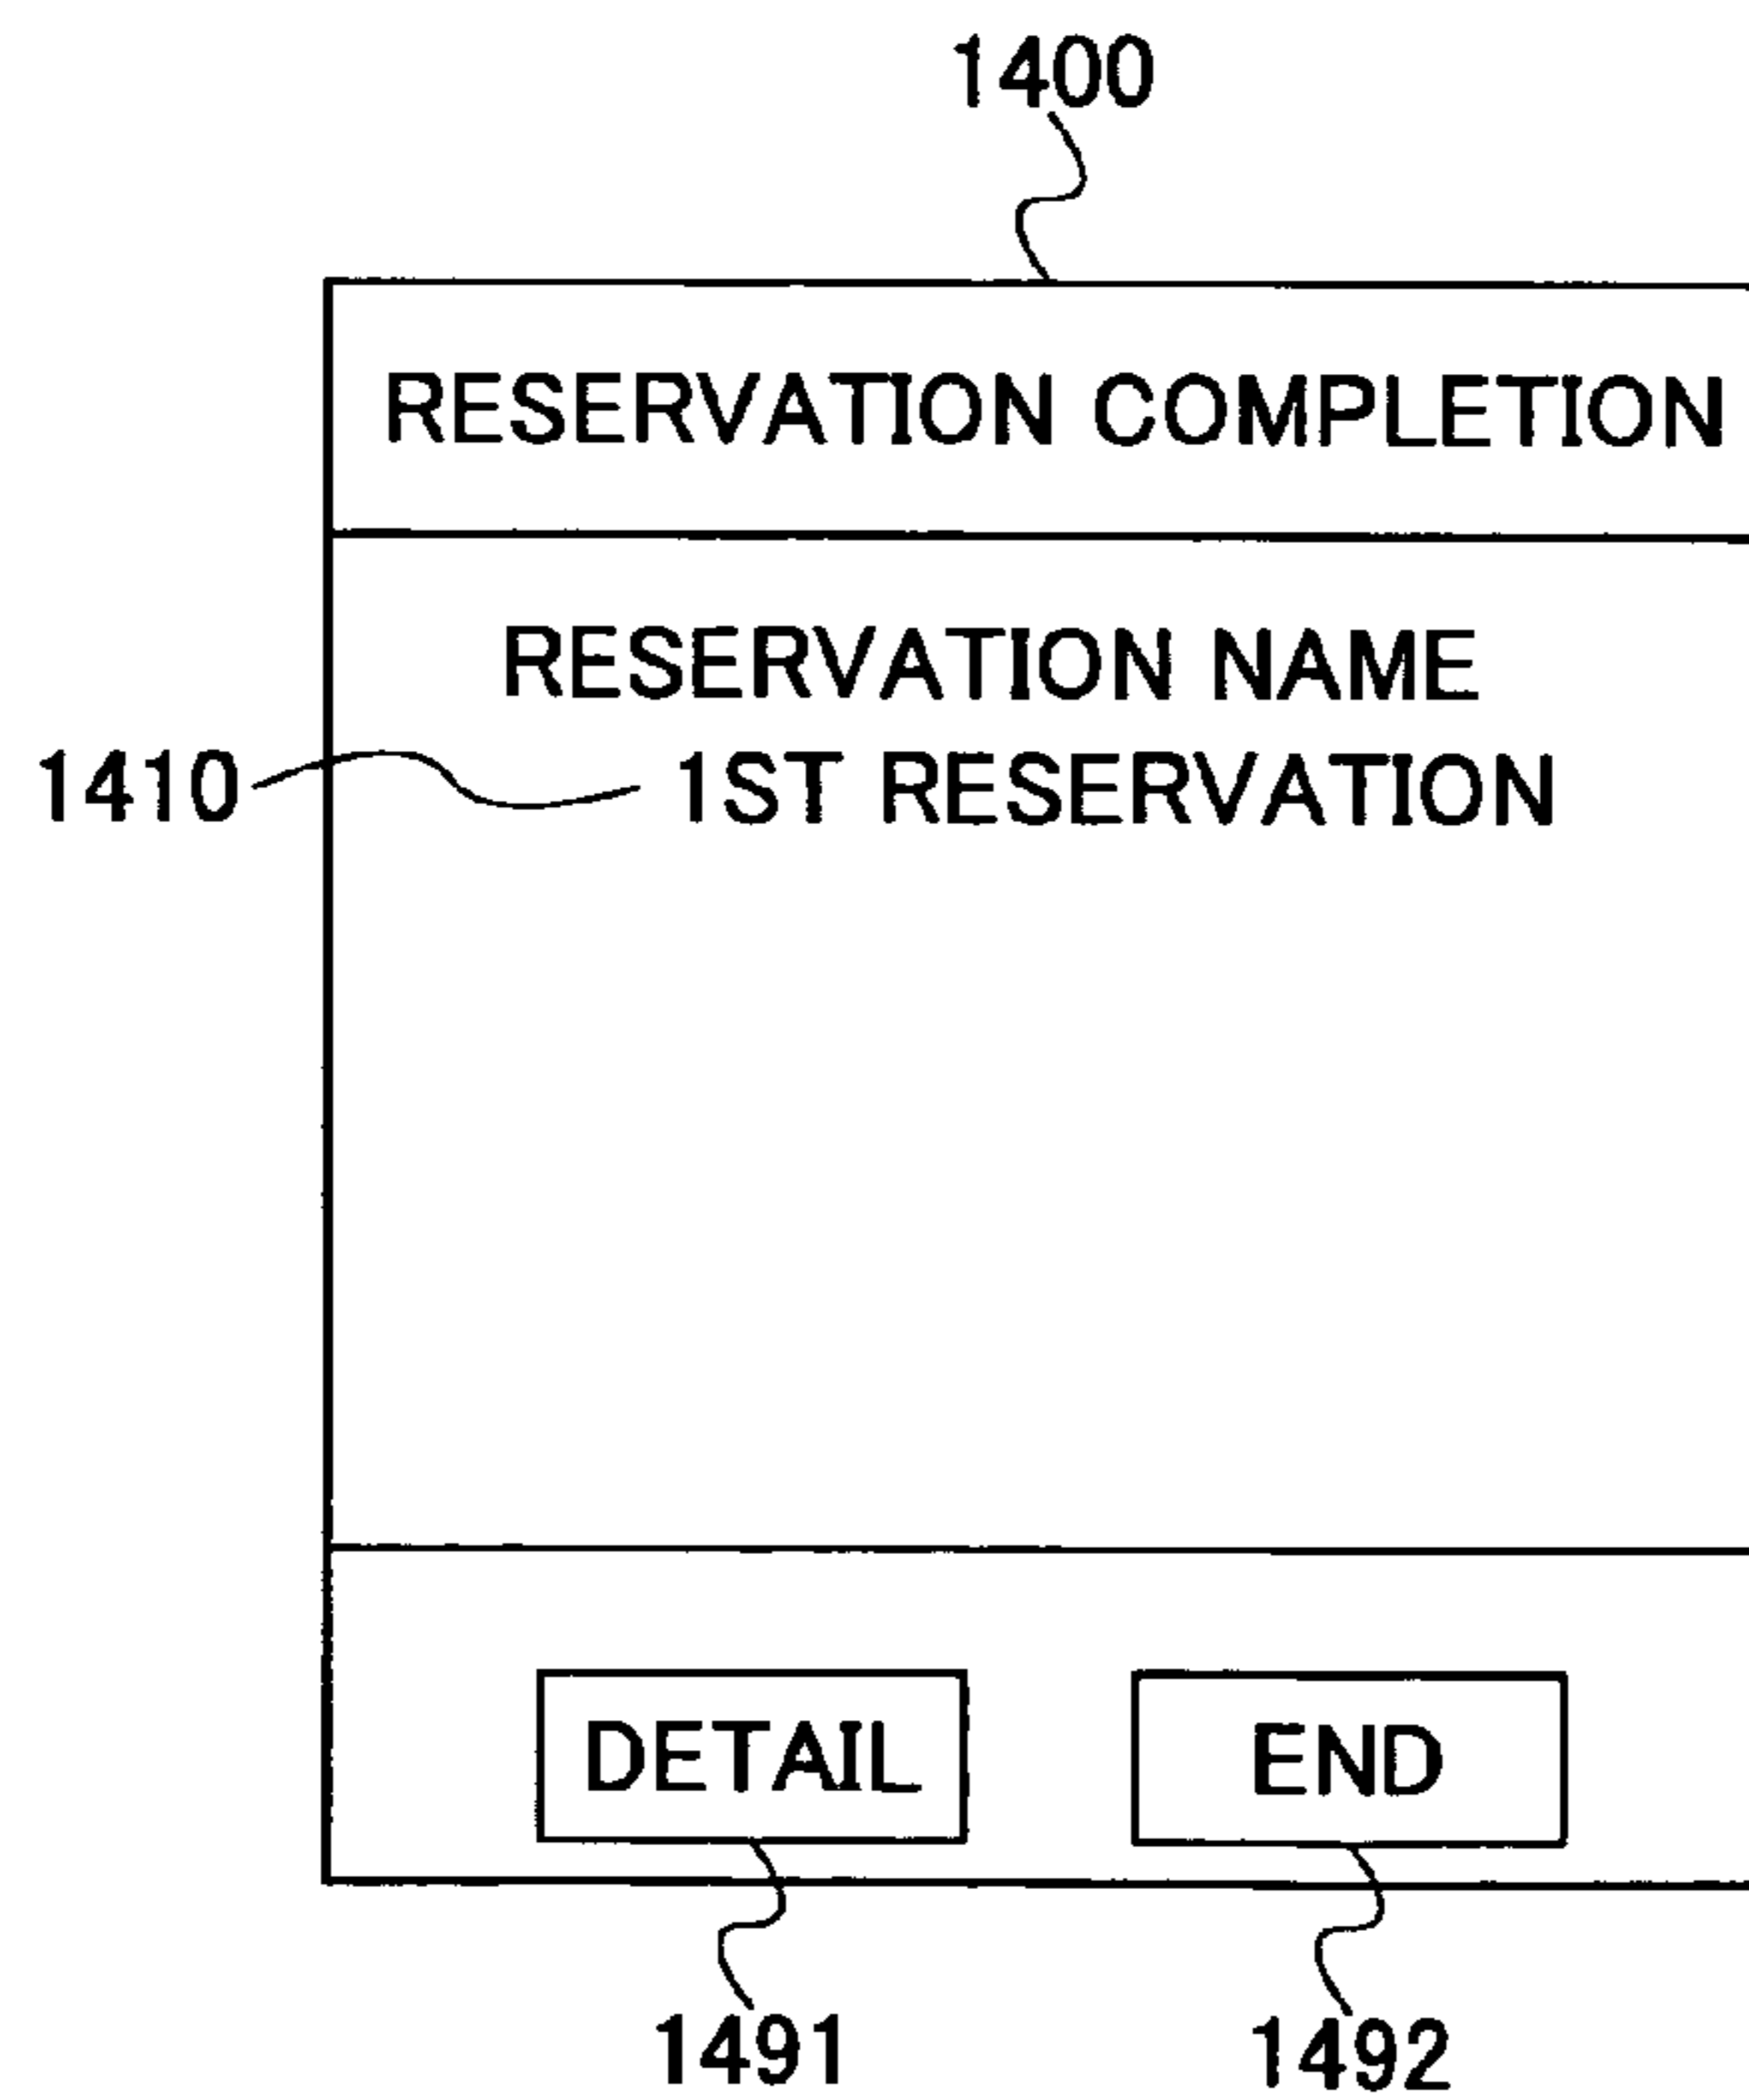 1400
RESERVATION COMPLETION
RESERVATION NAME
1410 1ST RESERVATION
DETAIL END
1491 1492